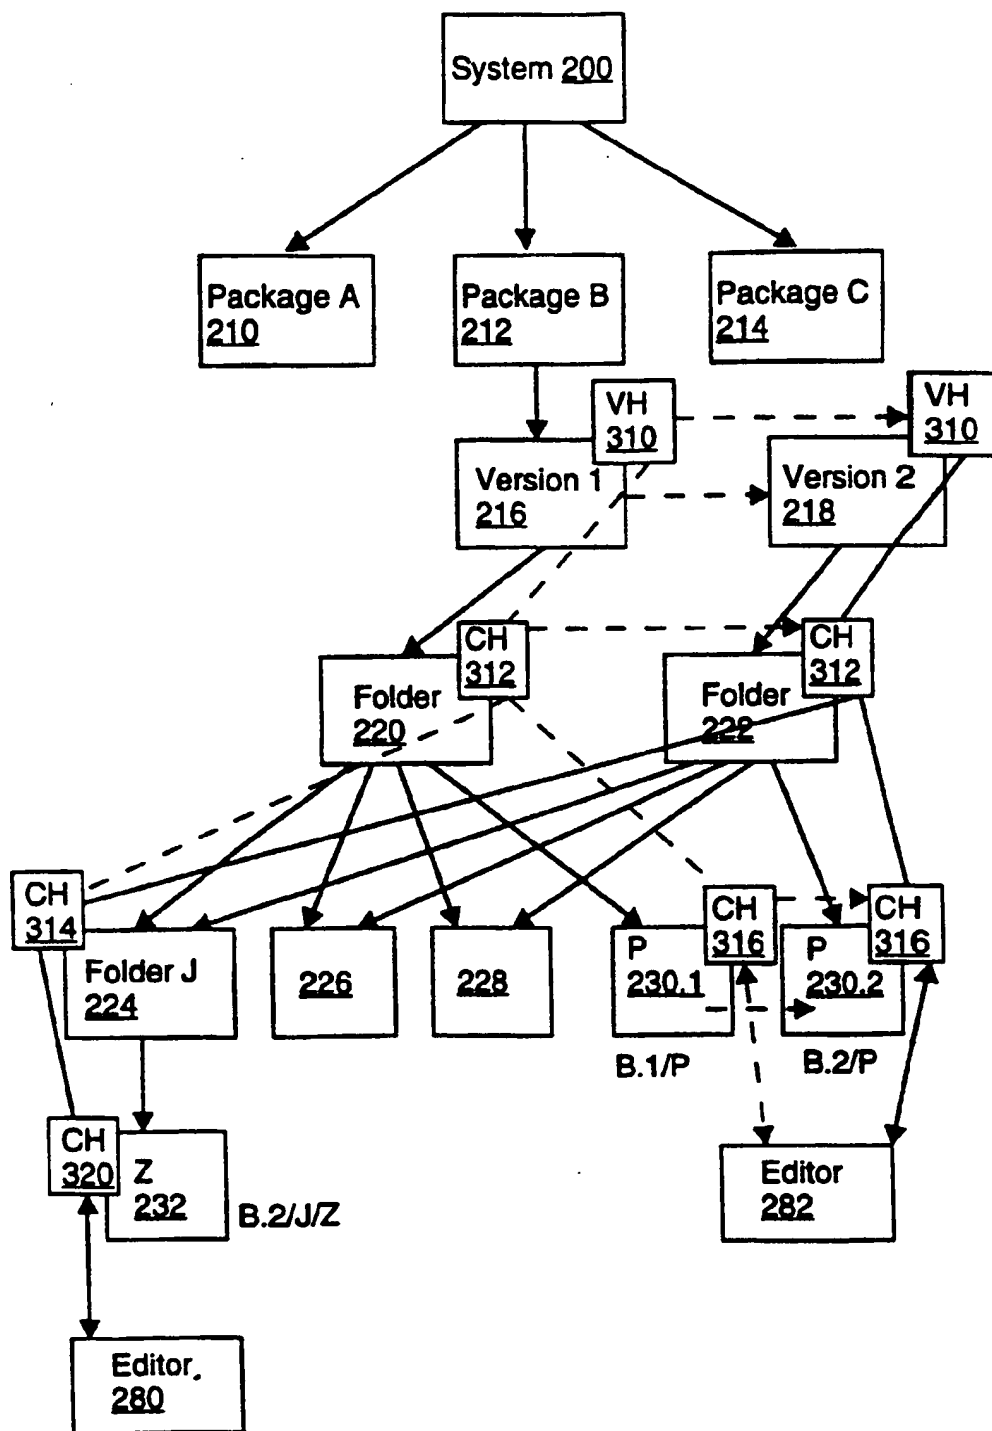 System 200
Package A
210
Package B
212
Package C
214
VH
310
VH
310
Version 1
216
Version 2
218
CH
312
CH
312
Folder
220
Folder
222
CH
314
CH
316
CH
316
Folder J
224
226
228
P
230.1
P
230.2
B.1/P
B.2/P
CH
320
Z
232
B.2/J/Z
Editor
282
Editor
280